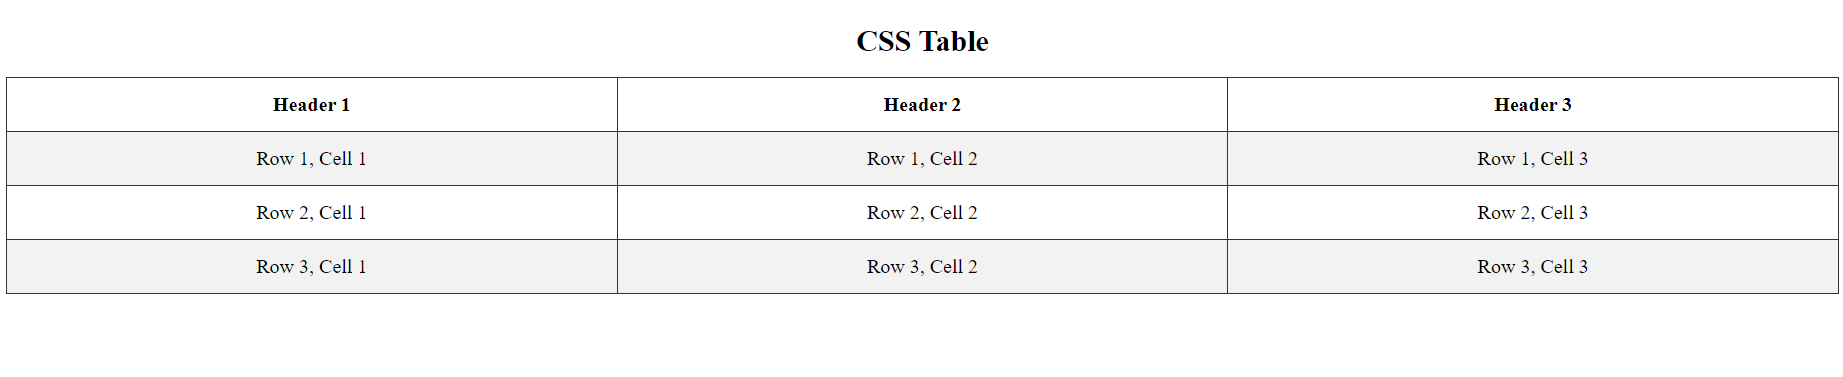 CSS Table
Header 1 Header 2 Header 3
Row 1, Cell 1 Row 1, Cell 2 Row 1, Cell 3
Row 2, Cell 1 Row 2, Cell 2 Row 2, Cell 3
Row 3, Cell 1 Row 3, Cell 2 Row 3, Cell 3